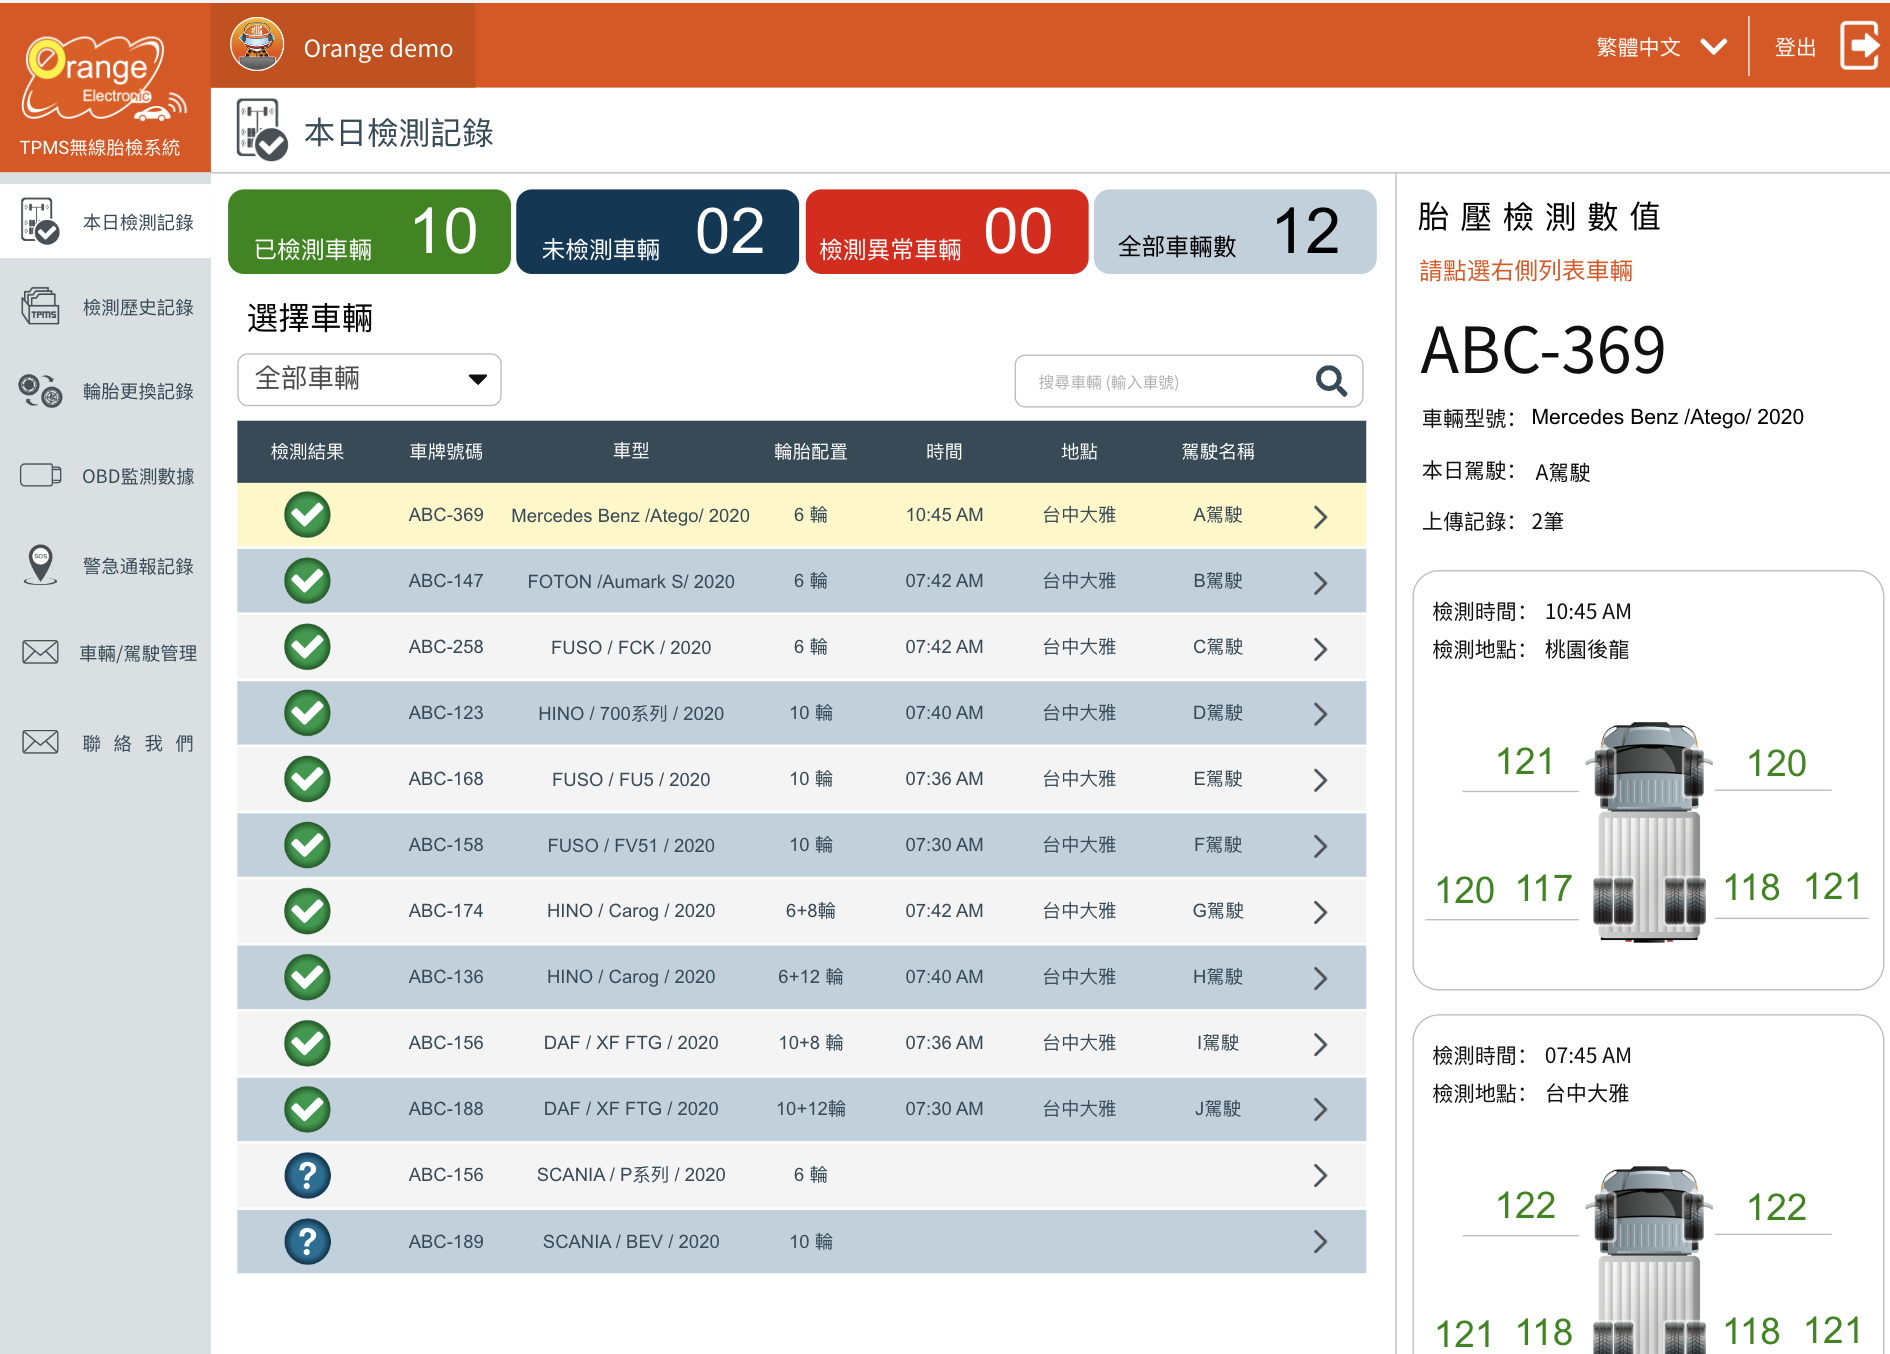 Orange
Electronic
TPMS無線胎檢系統
Orange demo
繁體中文
登出
本日檢測記錄
本日檢測記錄
檢測歷史記錄
TPMS
輪胎更換記錄
OBD監測數據
SOS
警急通報記錄
車輛/駕駛管理
聯 絡 我 們
已檢測車輛 10
未檢測車輛 02
檢測異常車輛 00
全部車輛數 12
選擇車輛
全部車輛
搜尋車輛 (輸入車號)
檢測結果 車牌號碼 車型 輪胎配置 時間 地點 駕駛名稱
ABC-369 Mercedes Benz /Atego/ 2020 6 輪 10:45 AM 台中大雅 A駕駛
ABC-147 FOTON /Aumark S/ 2020 6 輪 07:42 AM 台中大雅 B駕駛
ABC-258 FUSO / FCK / 2020 6 輪 07:42 AM 台中大雅 C駕駛
ABC-123 HINO / 700系列 / 2020 10 輪 07:40 AM 台中大雅 D駕駛
ABC-168 FUSO / FU5 / 2020 10 輪 07:36 AM 台中大雅 E駕駛
ABC-158 FUSO / FV51 / 2020 10 輪 07:30 AM 台中大雅 F駕駛
ABC-174 HINO / Carog / 2020 6+8輪 07:42 AM 台中大雅 G駕駛
ABC-136 HINO / Carog / 2020 6+12 輪 07:40 AM 台中大雅 H駕駛
ABC-156 DAF / XF FTG / 2020 10+8 輪 07:36 AM 台中大雅 I駕駛
ABC-188 DAF / XF FTG / 2020 10+12輪 07:30 AM 台中大雅 J駕駛
? ABC-156 SCANIA / P系列 / 2020 6 輪
? ABC-189 SCANIA / BEV / 2020 10 輪
胎 壓 檢 測 數 值
請點選右側列表車輛
ABC-369
車輛型號： Mercedes Benz /Atego/ 2020
本日駕駛： A駕駛
上傳記錄： 2筆
檢測時間： 10:45 AM
檢測地點： 桃園後龍
121 120
120 117 118 121
檢測時間： 07:45 AM
檢測地點： 台中大雅
122 122
121 118 118 121